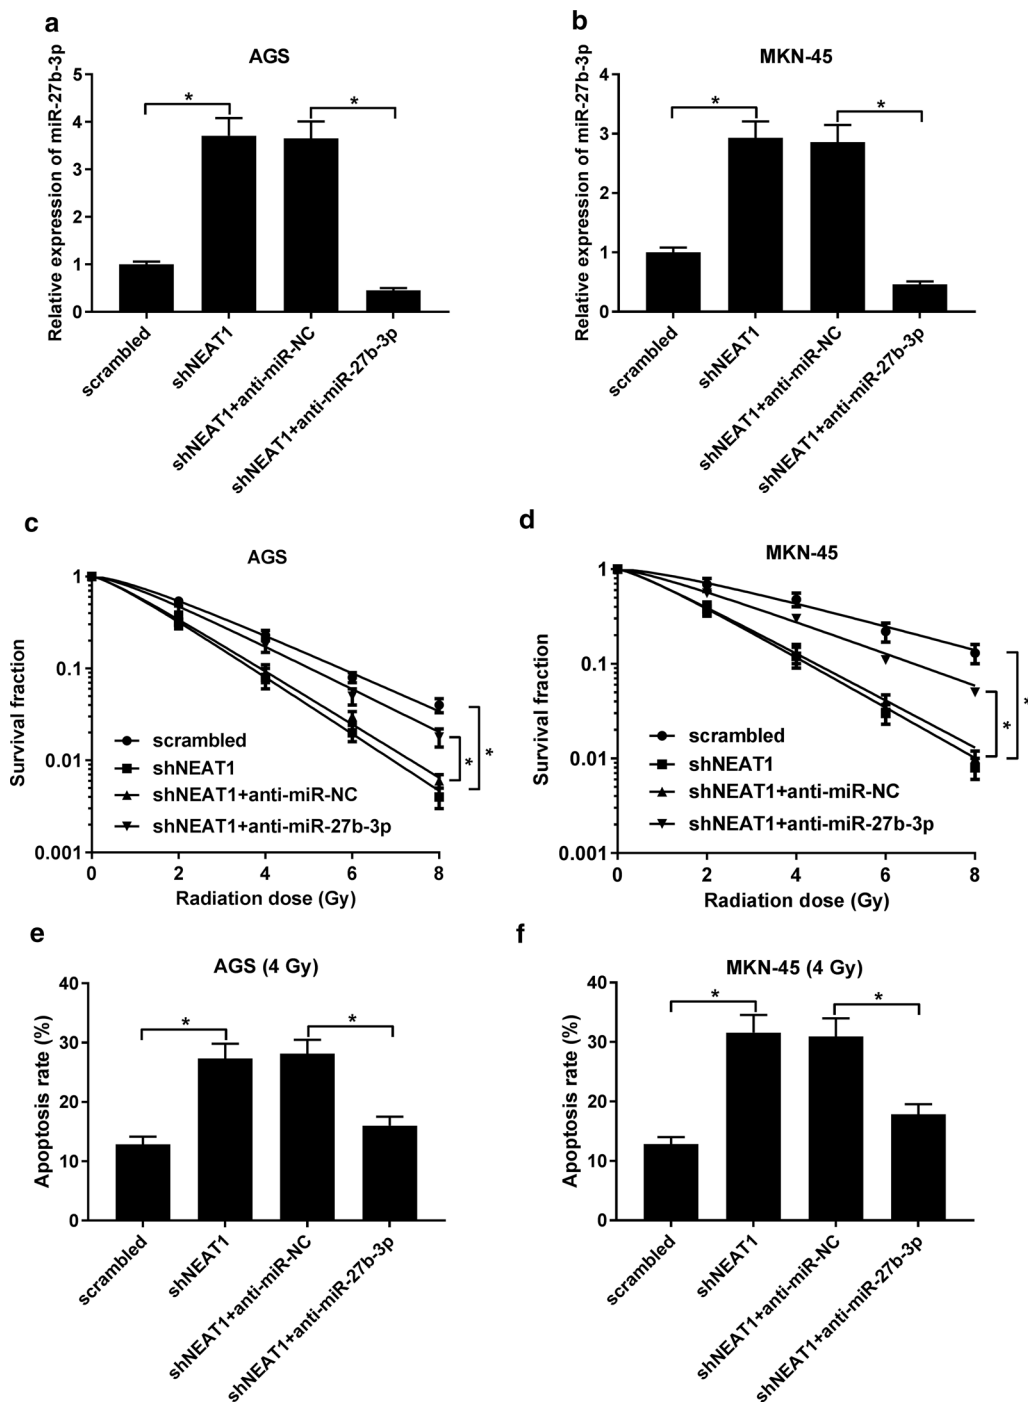 a
AGS
Relative expression of miR-27b-3p
5
4
3
2
1
0
*
*
scrambled
shNEAT1
shNEAT1+anti-miR-NC
shNEAT1+anti-miR-27b-3p
b
MKN-45
Relative expression of miR-27b-3p
4
3
2
1
0
*
*
scrambled
shNEAT1
shNEAT1+anti-miR-NC
shNEAT1+anti-miR-27b-3p
c
AGS
Survival fraction
1
0.1
0.01
0.001
scrambled
shNEAT1
shNEAT1+anti-miR-NC
shNEAT1+anti-miR-27b-3p
*
*
0 2 4 6 8
Radiation dose (Gy)
d
MKN-45
Survival fraction
1
0.1
0.01
0.001
scrambled
shNEAT1
shNEAT1+anti-miR-NC
shNEAT1+anti-miR-27b-3p
*
*
0 2 4 6 8
Radiation dose (Gy)
e
AGS (4 Gy)
Apoptosis rate (%)
40
30
20
10
0
*
*
scrambled
shNEAT1
shNEAT1+anti-miR-NC
shNEAT1+anti-miR-27b-3p
f
MKN-45 (4 Gy)
Apoptosis rate (%)
40
30
20
10
0
*
*
scrambled
shNEAT1
shNEAT1+anti-miR-NC
shNEAT1+anti-miR-27b-3p